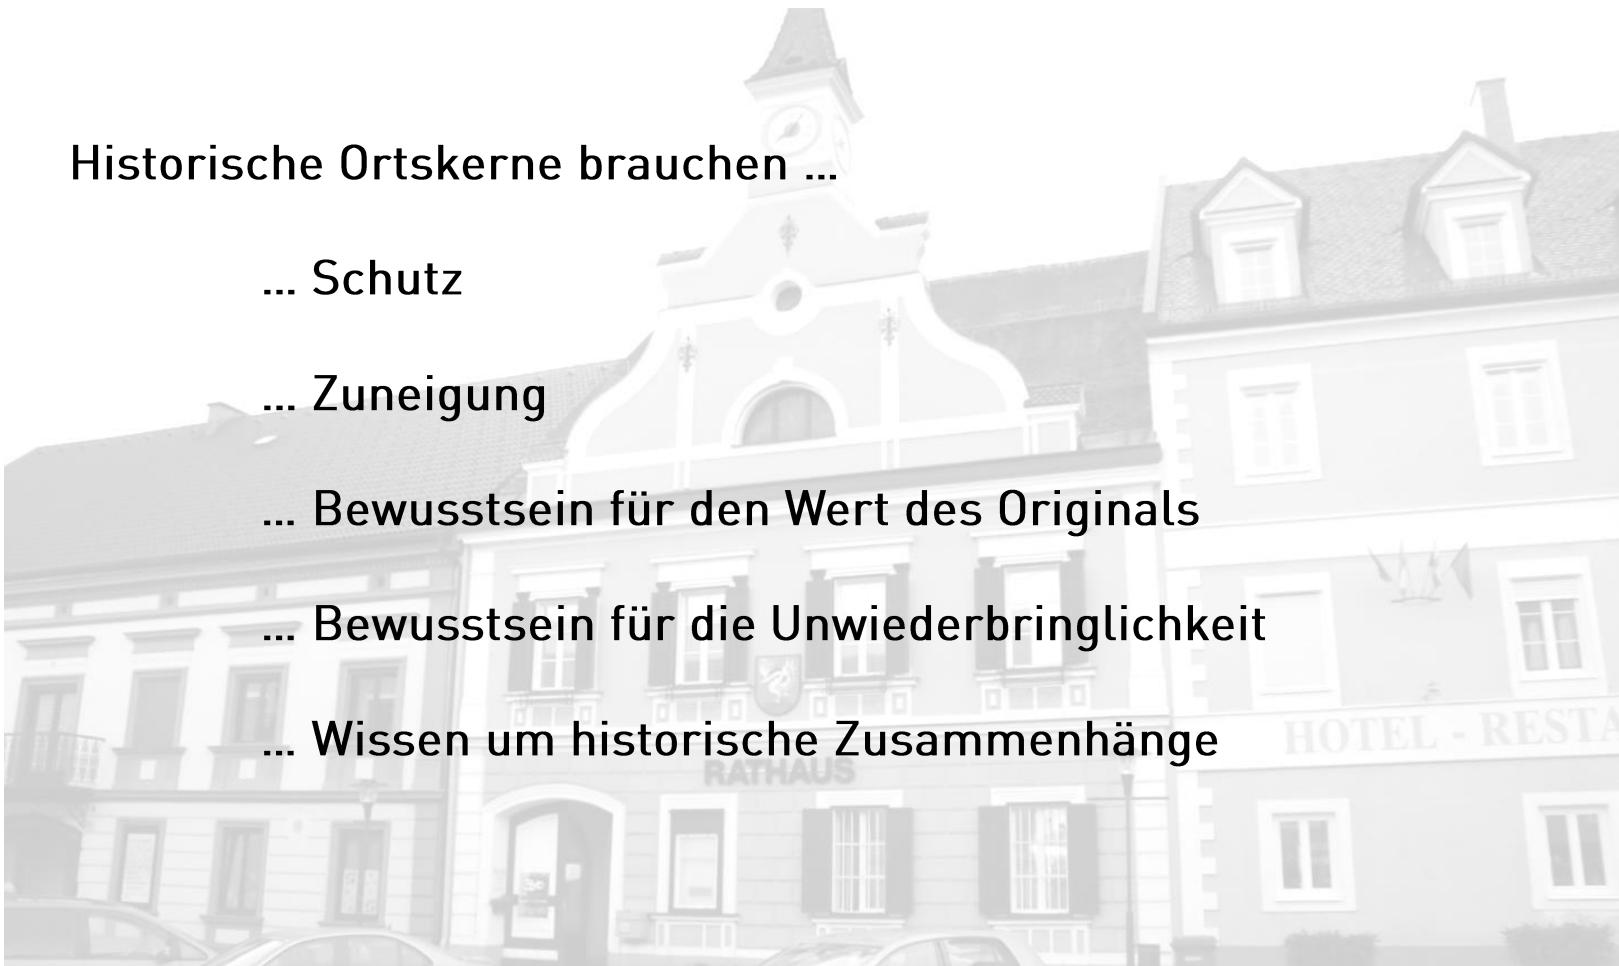 Historische Ortskerne brauchen ...
... Schutz
... Zuneigung
... Bewusstsein für den Wert des Originals
... Bewusstsein für die Unwiederbringlichkeit
... Wissen um historische Zusammenhänge
HOTEL - RESTA
RATHAUS